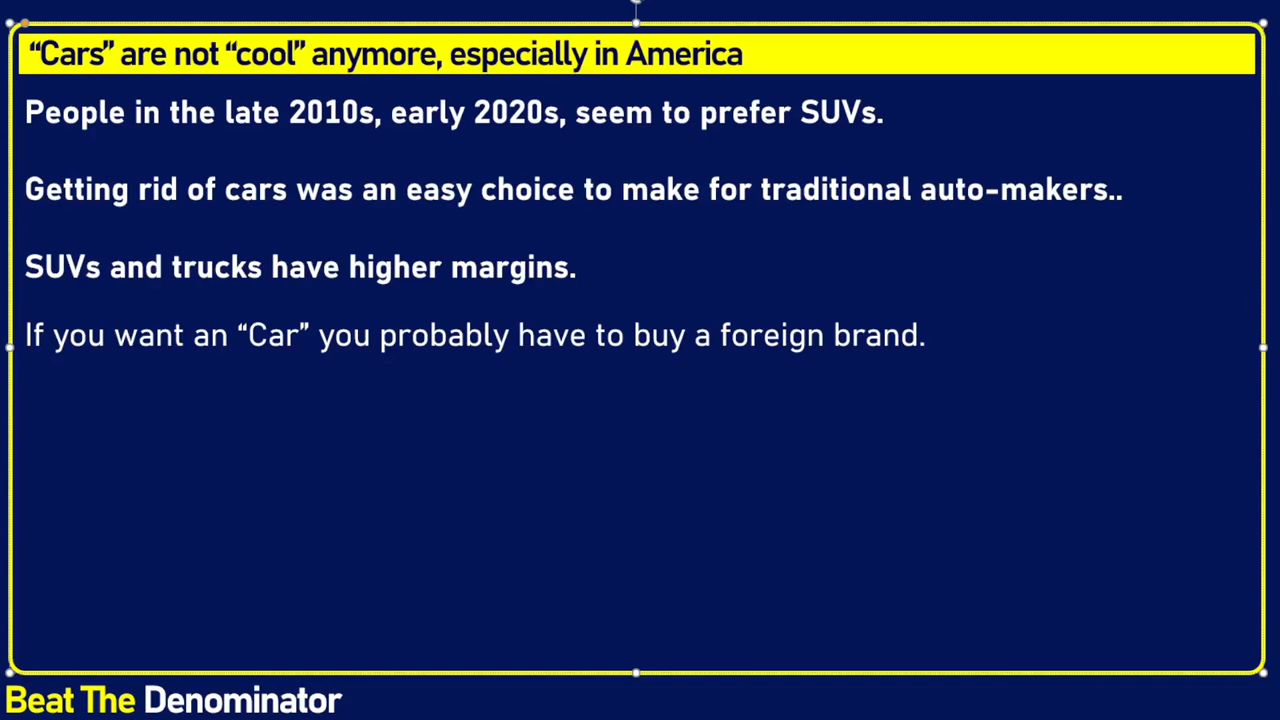 “Cars” are not “cool” anymore, especially in America
People in the late 2010s, early 2020s, seem to prefer SUVs.
Getting rid of cars was an easy choice to make for traditional auto-makers..
SUVs and trucks have higher margins.
If you want an “Car” you probably have to buy a foreign brand.
Beat The Denominator